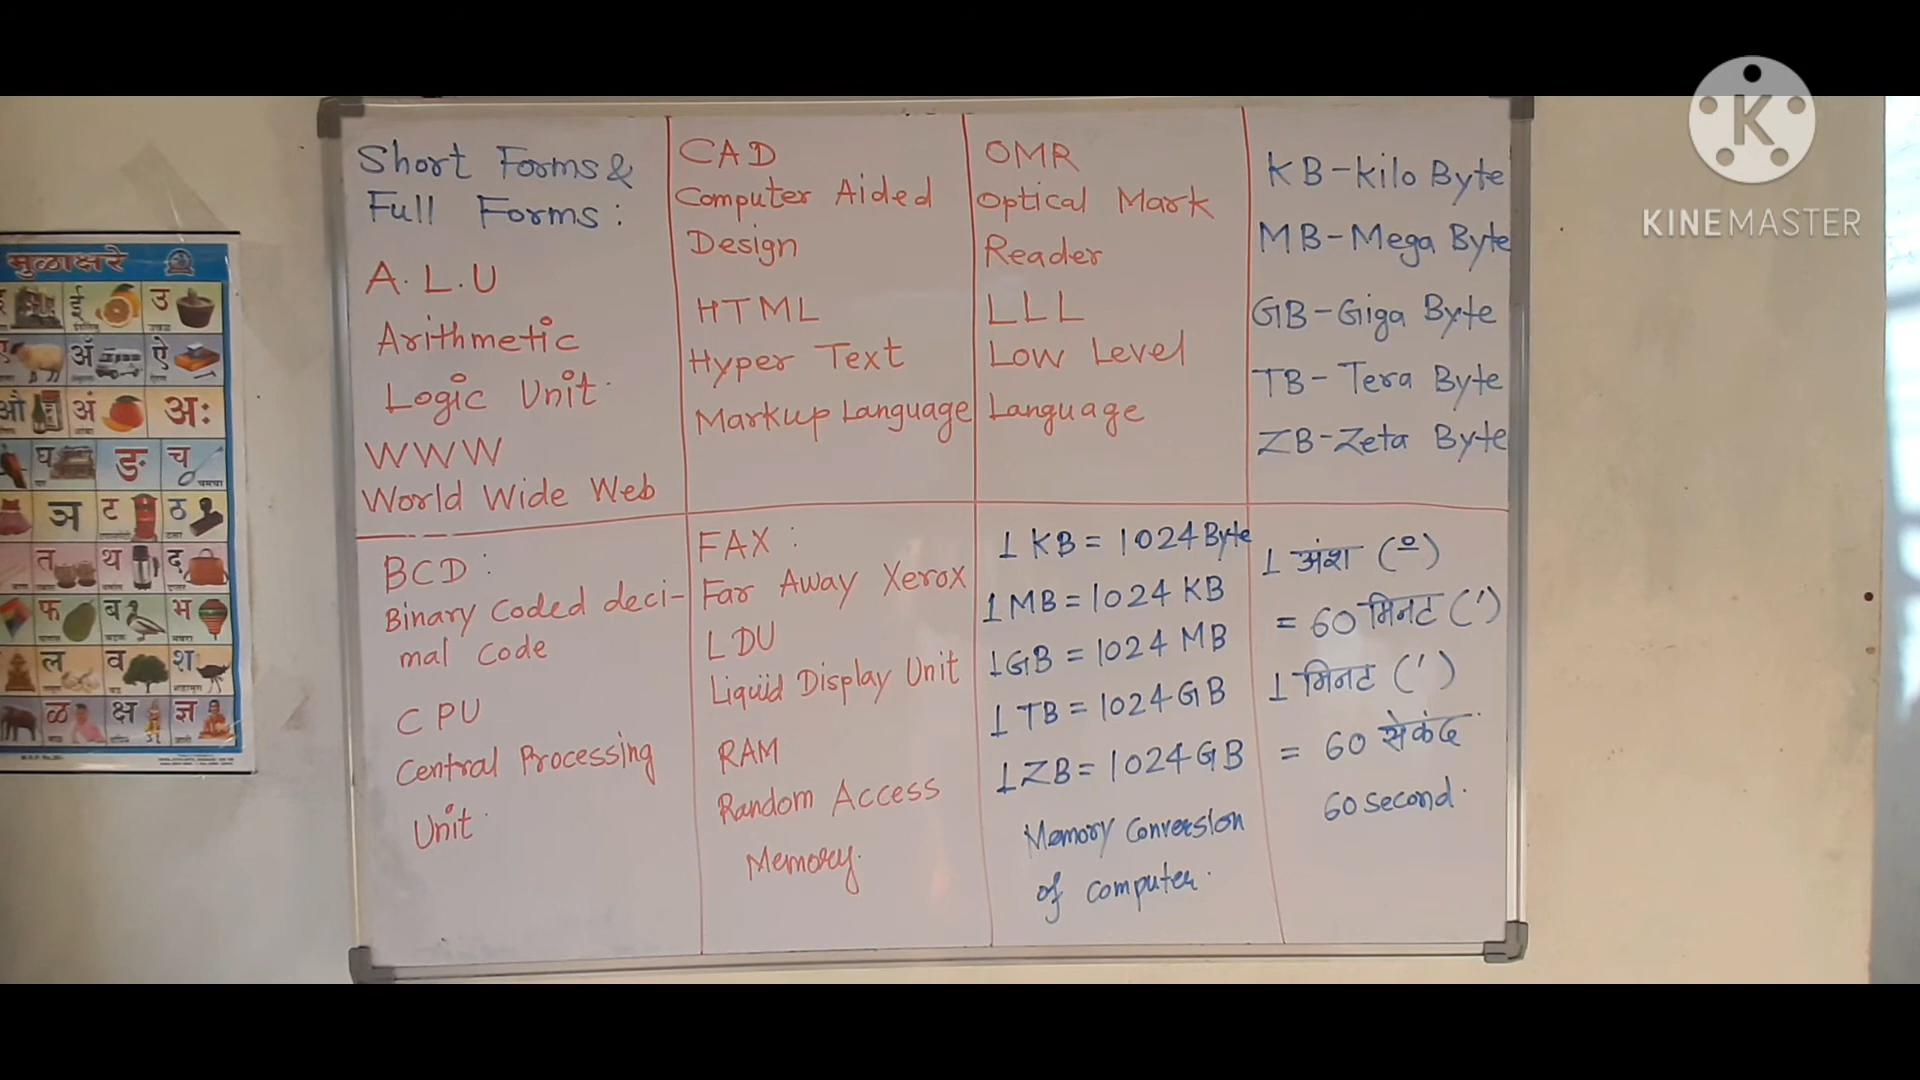 Short Forms &
Full Forms :
A.L.U
Arithmetic
Logic Unit.
WWW
World Wide Web
CAD
Computer Aided
Design
HTML
Hyper Text
Markup Language
OMR
Optical Mark
Reader
LLL
Low Level
Language
KB-kilo Byte
MB-Mega Byte
GB-Giga Byte
TB- Tera Byte
ZB-Zeta Byte
BCD :
Binary Coded deci-
mal Code
CPU
Central Processing
Unit.
FAX :
Far Away Xerox
LDU
Liquid Display Unit
RAM
Random Access
Memory.
1 KB = 1024 Byte
1 MB = 1024 KB
1 GB = 1024 MB
1 TB = 1024 GB
1 ZB = 1024 GB
Memory Conversion
of computer.
1 अंश (º)
= 60 मिनट (')
1 मिनट (')
= 60 सेकंद
60 second.
K
KINEMASTER
मुळाक्षरे
ई उ
अॅ ऐ
औ अं अः
घ ङ च
ञ ट ठ
त थ द
फ ब भ
ल व श
ळ क्ष ज्ञ